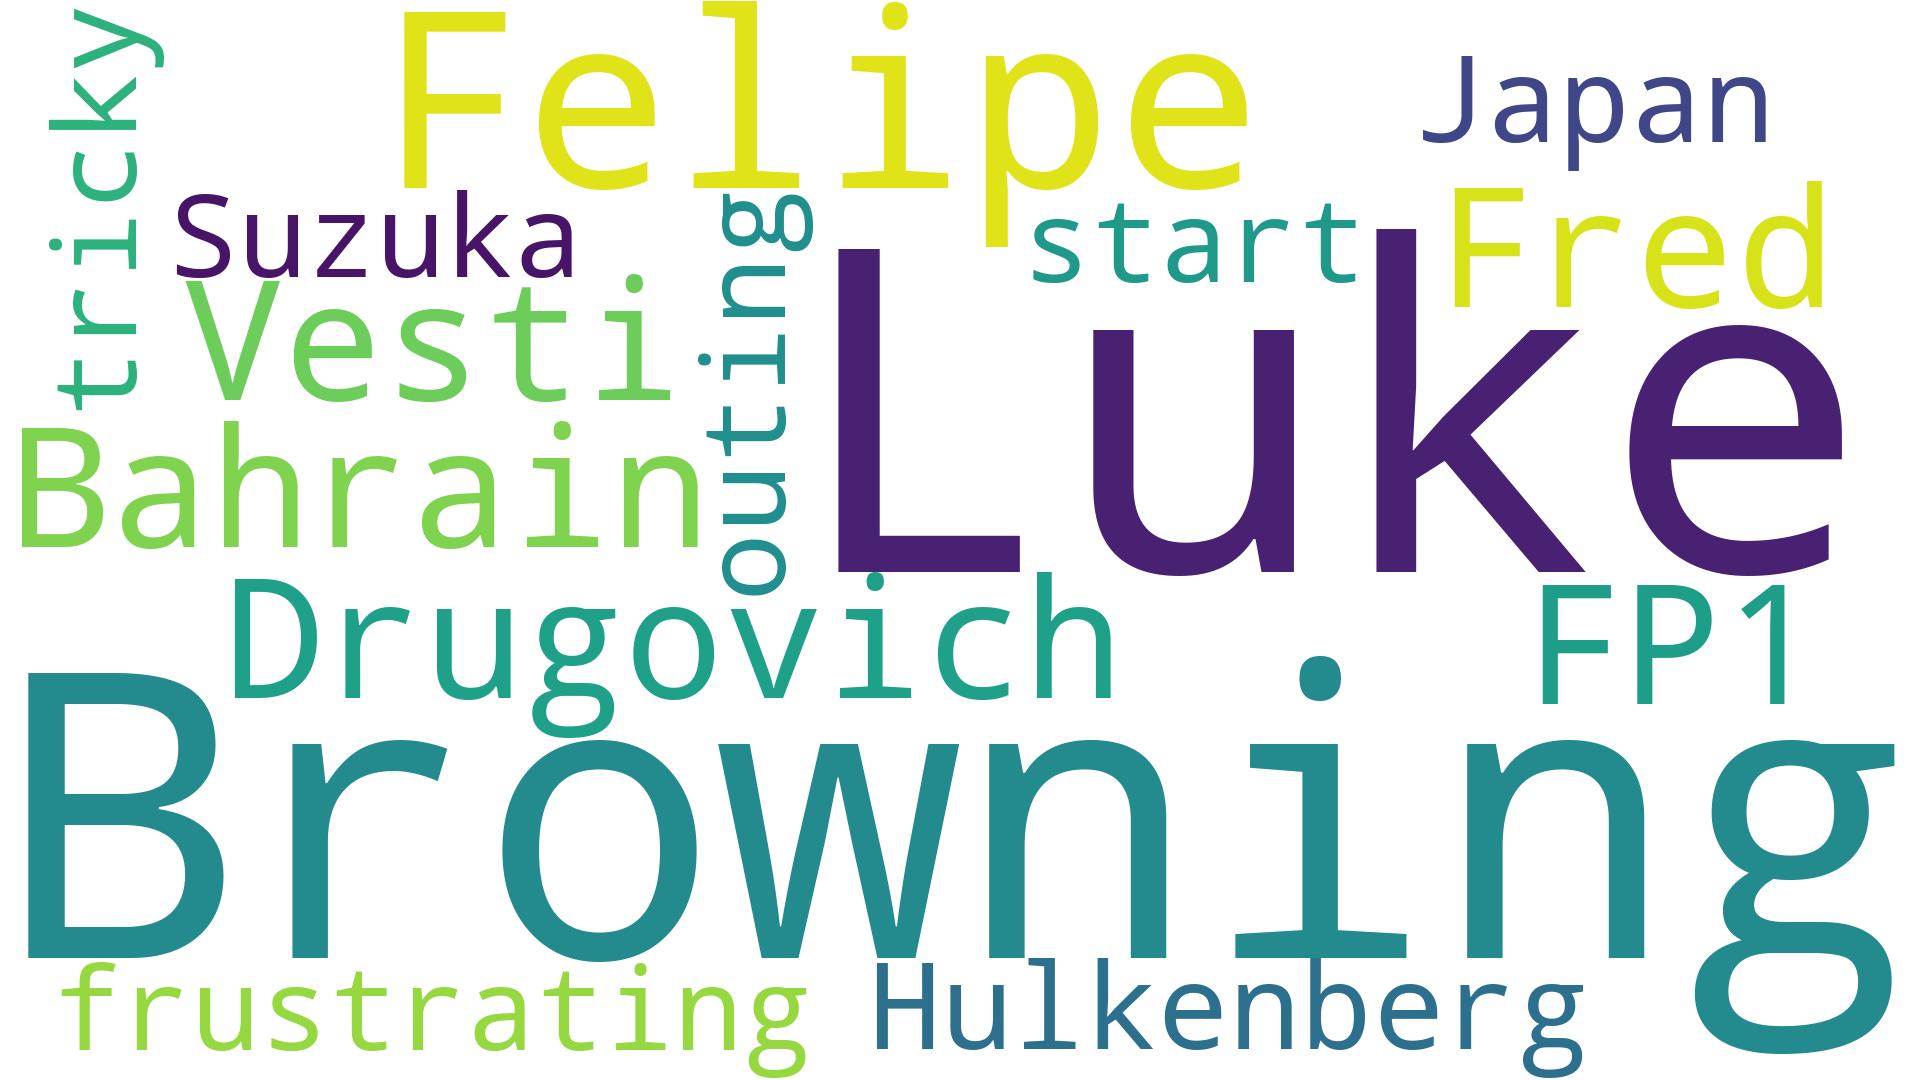 tricky
Felipe
Japan
Suzuka
outing
start
Fred
Vesti
Luke
Bahrain
Drugovich
FP1
Browning
frustrating
Hulkenberg